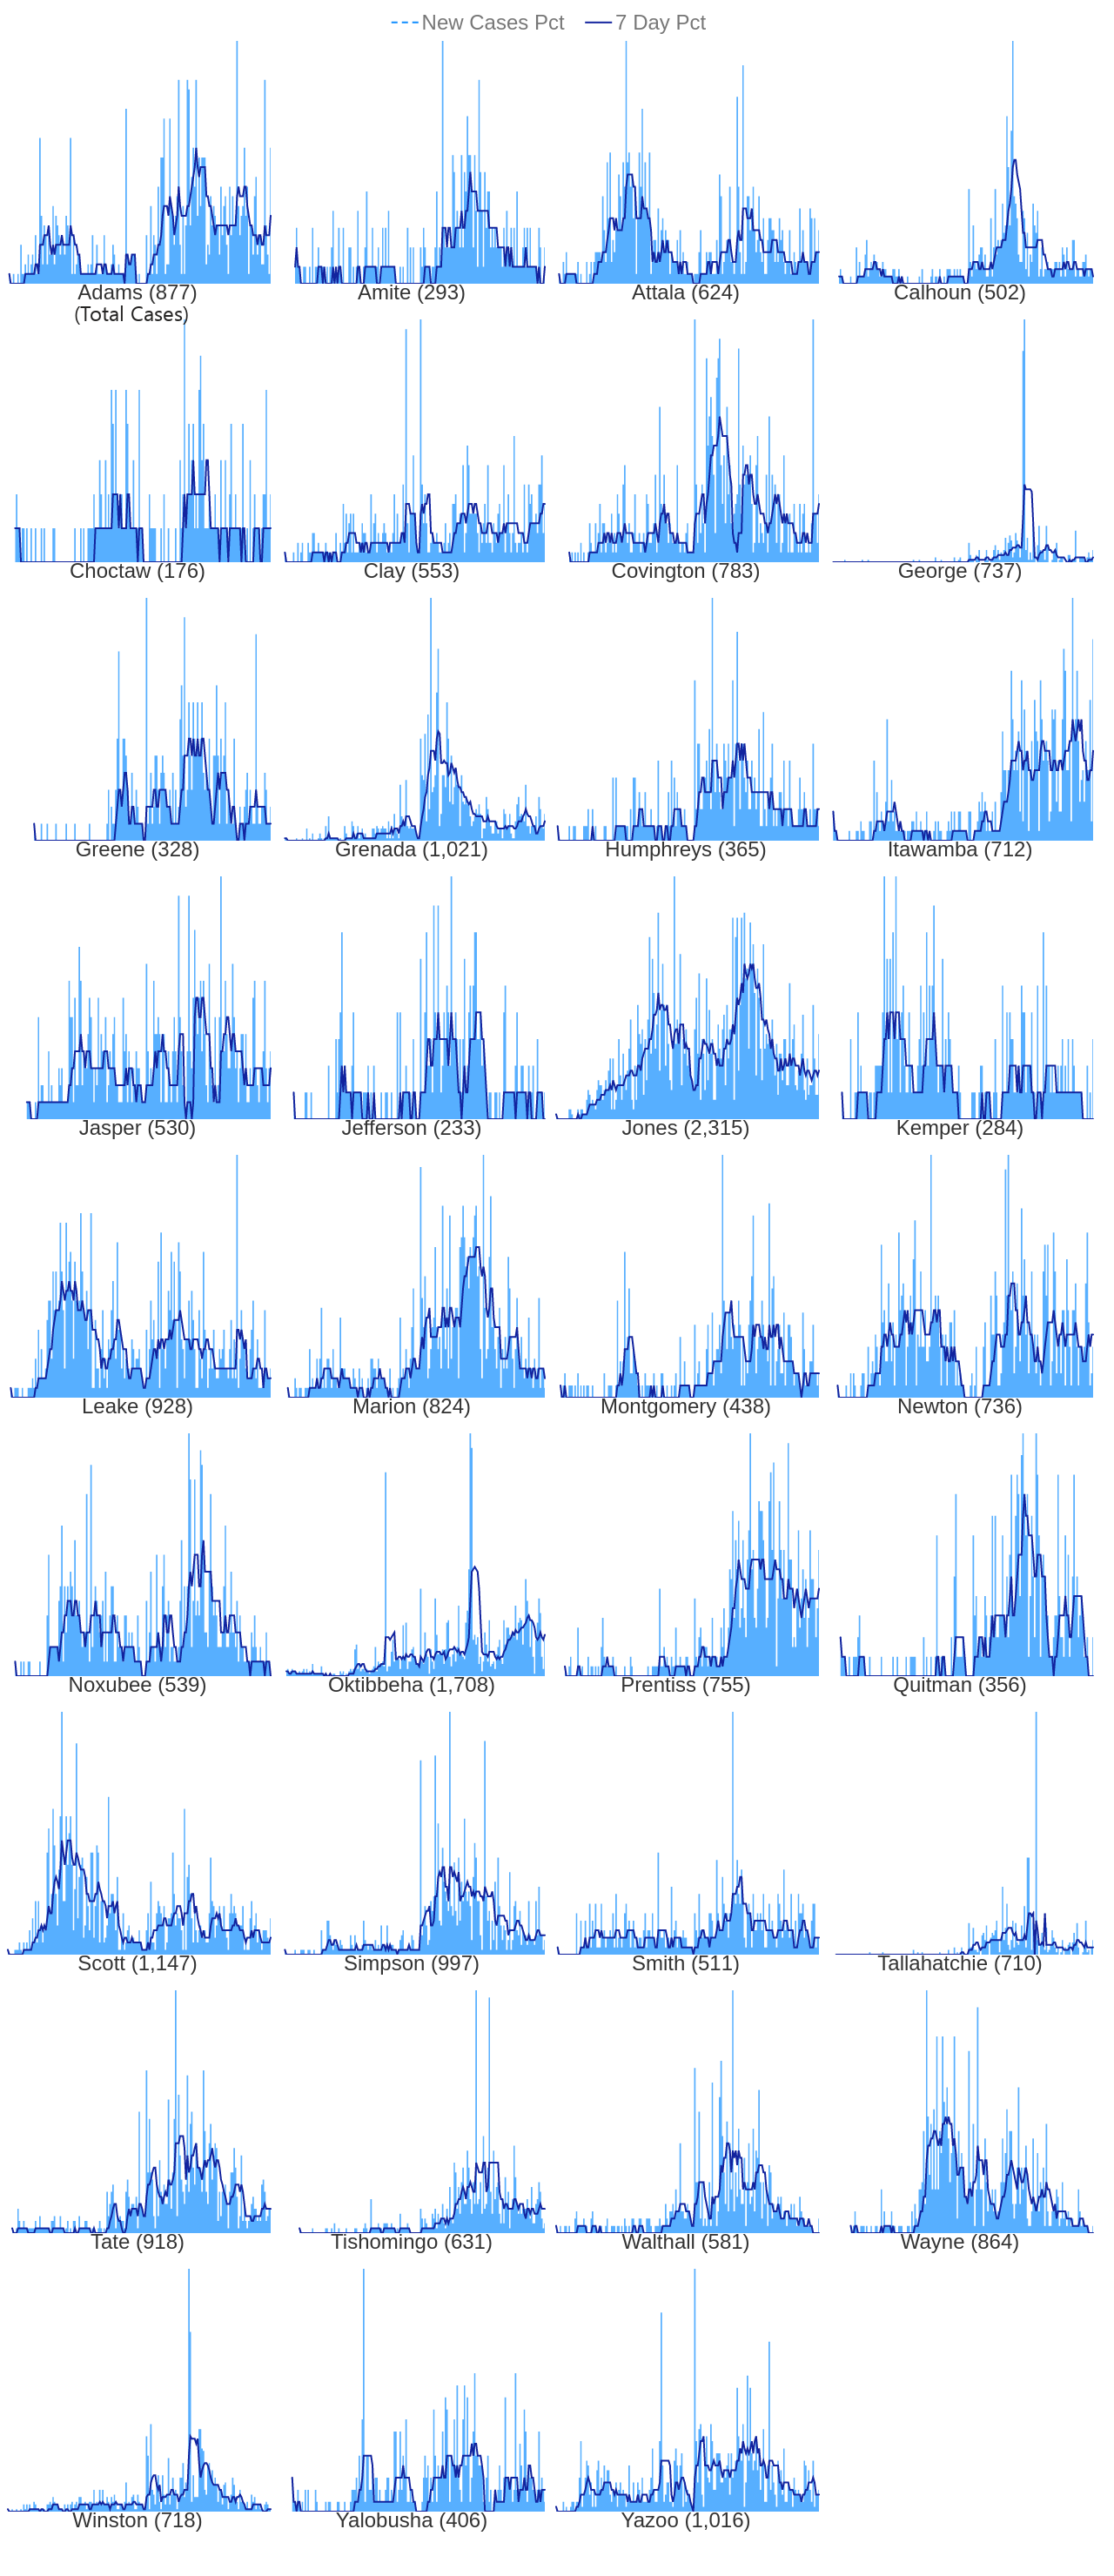 New Cases Pct 7 Day Pct
Adams (877) Amite (293) Attala (624) Calhoun (502)
(Total Cases)
Choctaw (176) Clay (553) Covington (783) George (737)
Greene (328) Grenada (1,021) Humphreys (365) Itawamba (712)
Jasper (530) Jefferson (233) Jones (2,315) Kemper (284)
Leake (928) Marion (824) Montgomery (438) Newton (736)
Noxubee (539) Oktibbeha (1,708) Prentiss (755) Quitman (356)
Scott (1,147) Simpson (997) Smith (511) Tallahatchie (710)
Tate (918) Tishomingo (631) Walthall (581) Wayne (864)
Winston (718) Yalobusha (406) Yazoo (1,016)